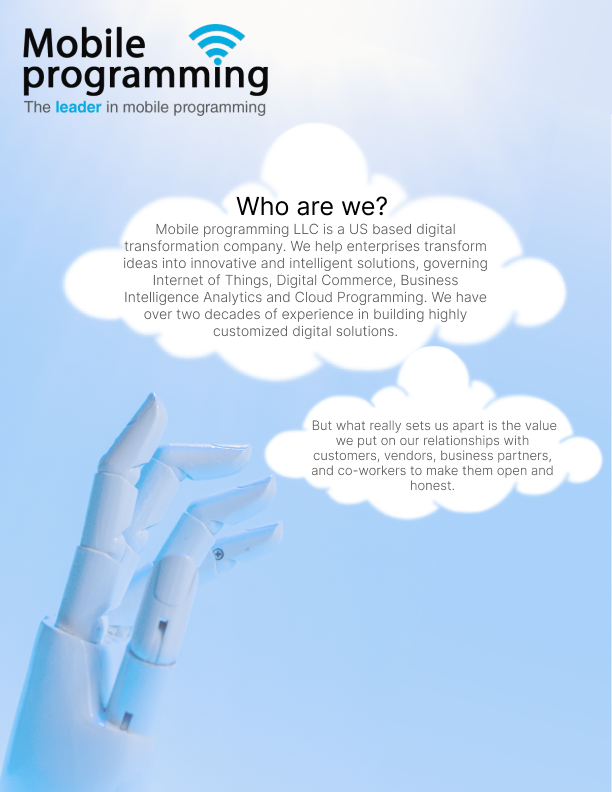 Mobile
programming
The leader in mobile programming
Who are we?
Mobile programming LLC is a US based digital
transformation company. We help enterprises transform
ideas into innovative and intelligent solutions, governing
Internet of Things, Digital Commerce, Business
Intelligence Analytics and Cloud Programming. We have
over two decades of experience in building highly
customized digital solutions.
But what really sets us apart is the value
we put on our relationships with
customers, vendors, business partners,
and co-workers to make them open and
honest.